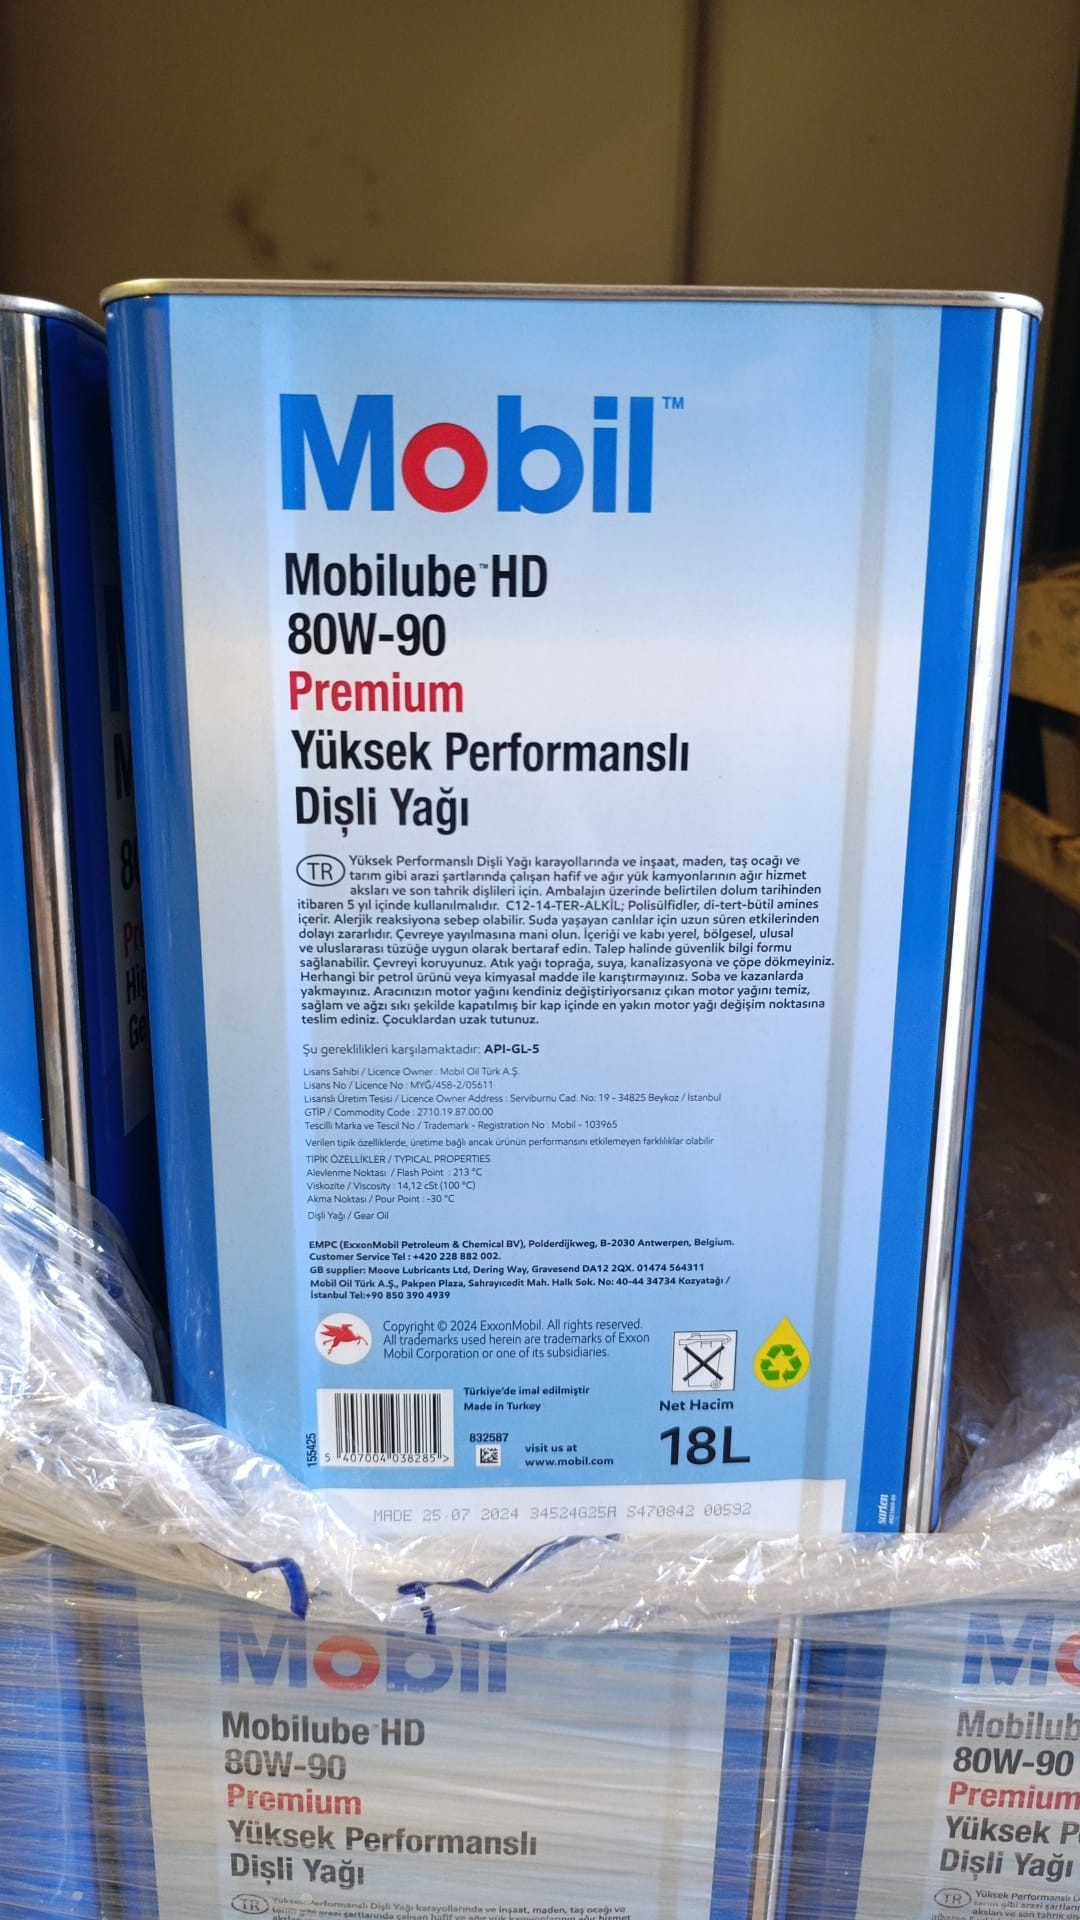 Mobil™
Mobilube™HD
80W-90
Premium
Yüksek Performanslı
Dişli Yağı
TR Yüksek Performanslı Dişli Yağı karayollarında ve inşaat, maden, taş ocağı ve
tarım gibi arazi şartlarında çalışan hafif ve ağır yük kamyonlarının ağır hizmet
aksları ve son tahrik dişlileri için. Ambalajın üzerinde belirtilen dolum tarihinden
itibaren 5 yıl içinde kullanılmalıdır. C12-14-TER-ALKİL; Polisülfidler, di-tert-bütil amines
içerir. Alerjik reaksiyona sebep olabilir. Suda yaşayan canlılar için uzun süren etkilerinden
dolayı zararlıdır. Çevreye yayılmasına mani olun. İçeriği ve kabı yerel, bölgesel, ulusal
ve uluslararası tüzüğe uygun olarak bertaraf edin. Talep halinde güvenlik bilgi formu
sağlanabilir. Çevreyi koruyunuz. Atık yağı toprağa, suya, kanalizasyona ve çöpe dökmeyiniz.
Herhangi bir petrol ürünü veya kimyasal madde ile karıştırmayınız. Soba ve kazanlarda
yakmayınız. Aracınızın motor yağını kendiniz değiştiriyorsanız çıkan motor yağını temiz,
sağlam ve ağzı sıkı şekilde kapatılmış bir kap içinde en yakın motor yağı değişim noktasına
teslim ediniz. Çocuklardan uzak tutunuz.
Şu gereklilikleri karşılamaktadır: API-GL-5
Lisans Sahibi / Licence Owner : Mobil Oil Türk A.Ş.
Lisans No / Licence No : MYĞ/458-2/05611
Lisanslı Üretim Tesisi / Licence Owner Address : Serviburnu Cad. No: 19 - 34825 Beykoz / İstanbul
GTİP / Commodity Code : 2710.19.87.00.00
Tescilli Marka ve Tescil No / Trademark - Registration No : Mobil - 103965
Verilen tipik özelliklerde, üretime bağlı ancak ürünün performansını etkilemeyen farklılıklar olabilir
TİPİK ÖZELLİKLER / TYPICAL PROPERTIES
Alevlenme Noktası / Flash Point : 213 °C
Viskozite / Viscosity : 14,12 cSt (100 °C)
Akma Noktası / Pour Point : -30 °C
Dişli Yağı / Gear Oil
EMPC (ExxonMobil Petroleum & Chemical BV), Polderdijkweg, B-2030 Antwerpen, Belgium.
Customer Service Tel : +420 228 882 002.
GB supplier: Moove Lubricants Ltd, Dering Way, Gravesend DA12 2QX. 01474 564311
Mobil Oil Türk A.Ş., Pakpen Plaza, Sahrayıcedit Mah. Halk Sok. No: 40-44 34734 Kozyatağı /
İstanbul Tel:+90 850 390 4939
Copyright © 2024 ExxonMobil. All rights reserved.
All trademarks used herein are trademarks of Exxon
Mobil Corporation or one of its subsidiaries.
Türkiye'de imal edilmiştir
Made in Turkey
Net Hacim
18L
155425
5 407004 038285 >
832587
visit us at
www.mobil.com
MADE 25.07 2024 34524G25A S470842 00592
sarten
Mobil
Mobilube HD
80W-90
Premium
Yüksek Performanslı
Dişli Yağı
TR
Mobilub
80W-90
Premium
Yüksek P
Dişli Yağı
TR Yüksek Performanslı